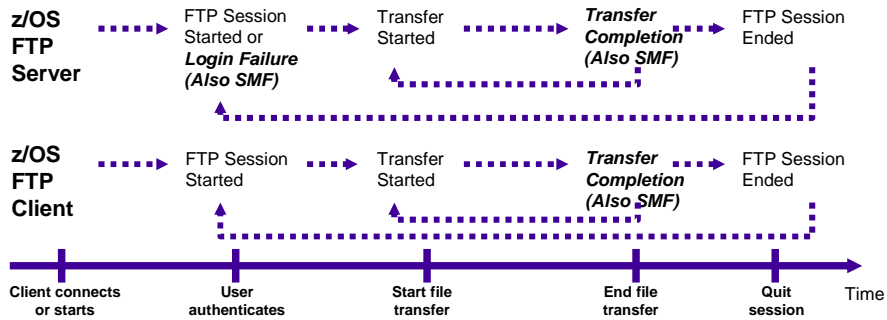 z/OS
FTP
Server
FTP Session
Started or
Login Failure
(Also SMF)
Transfer
Started
Transfer
Completion
(Also SMF)
FTP Session
Ended
z/OS
FTP
Client
FTP Session
Started
Transfer
Started
Transfer
Completion
(Also SMF)
FTP Session
Ended
Client connects
or starts
User
authenticates
Start file
transfer
End file
transfer
Quit
session
Time